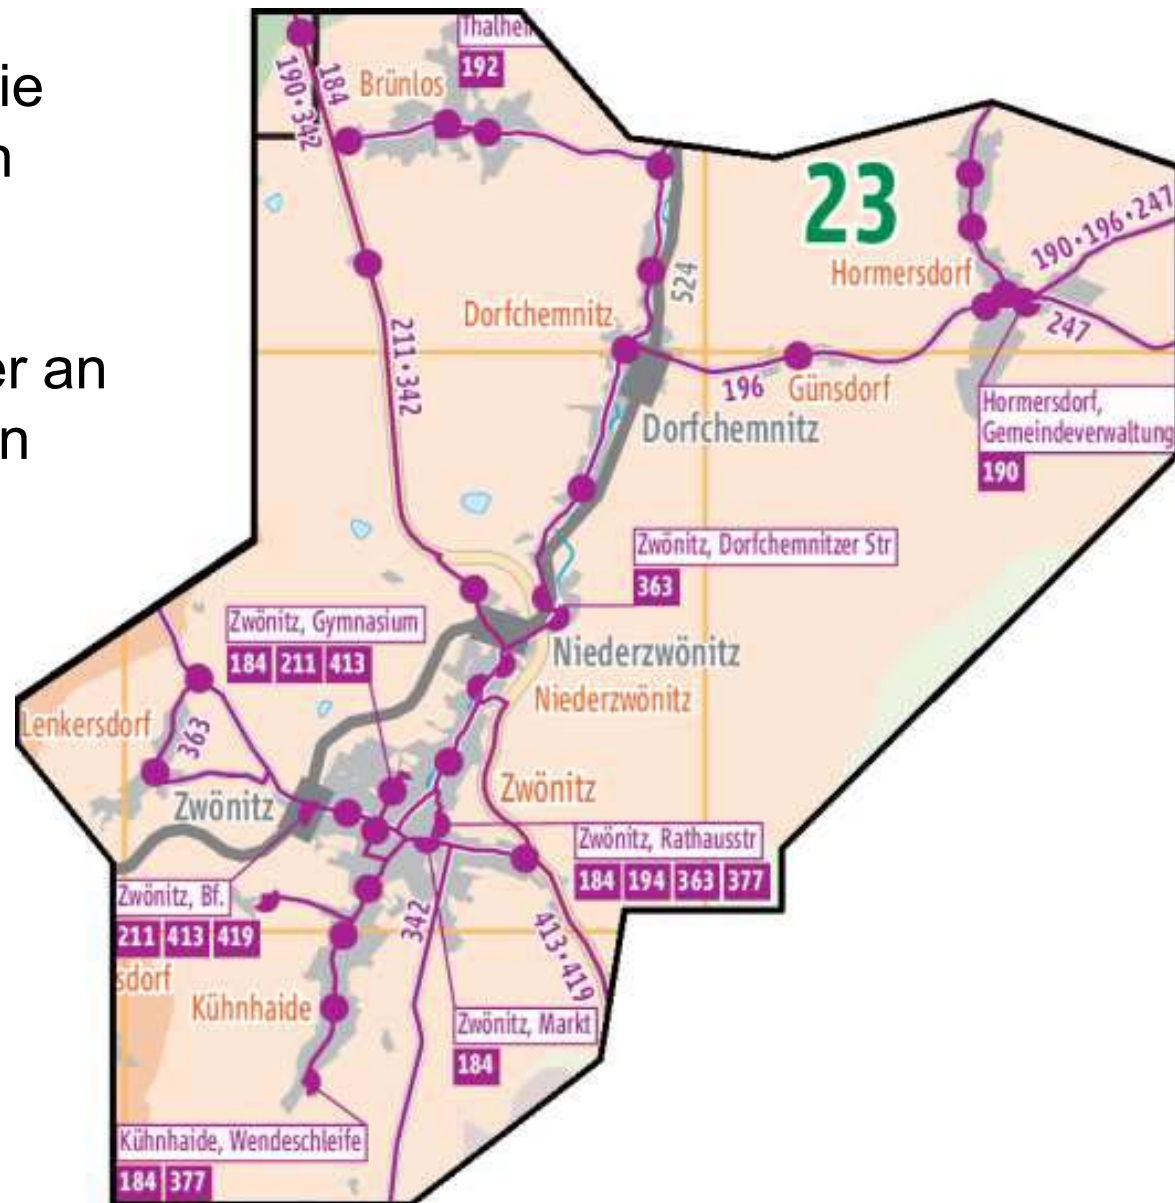 ie
n
er an
n
192
Brünlos
184
190·342
23
190·196·247
Hormersdorf
524
Dorfchemnitz
247
211·342
196
Günsdorf
Hormersdorf,
Gemeindeverwaltung
190
Dorfchemnitz
Zwönitz, Dorfchemnitzer Str
363
Zwönitz, Gymnasium
184 211 413
Niederzwönitz
Niederzwönitz
Lenkersdorf
363
Zwönitz
Zwönitz
Zwönitz, Rathausstr
184 194 363 377
Zwönitz, Bf.
211 413 419
342
413·419
sdorf
Kühnhaide
Zwönitz, Markt
184
Kühnhaide, Wendeschleife
184 377